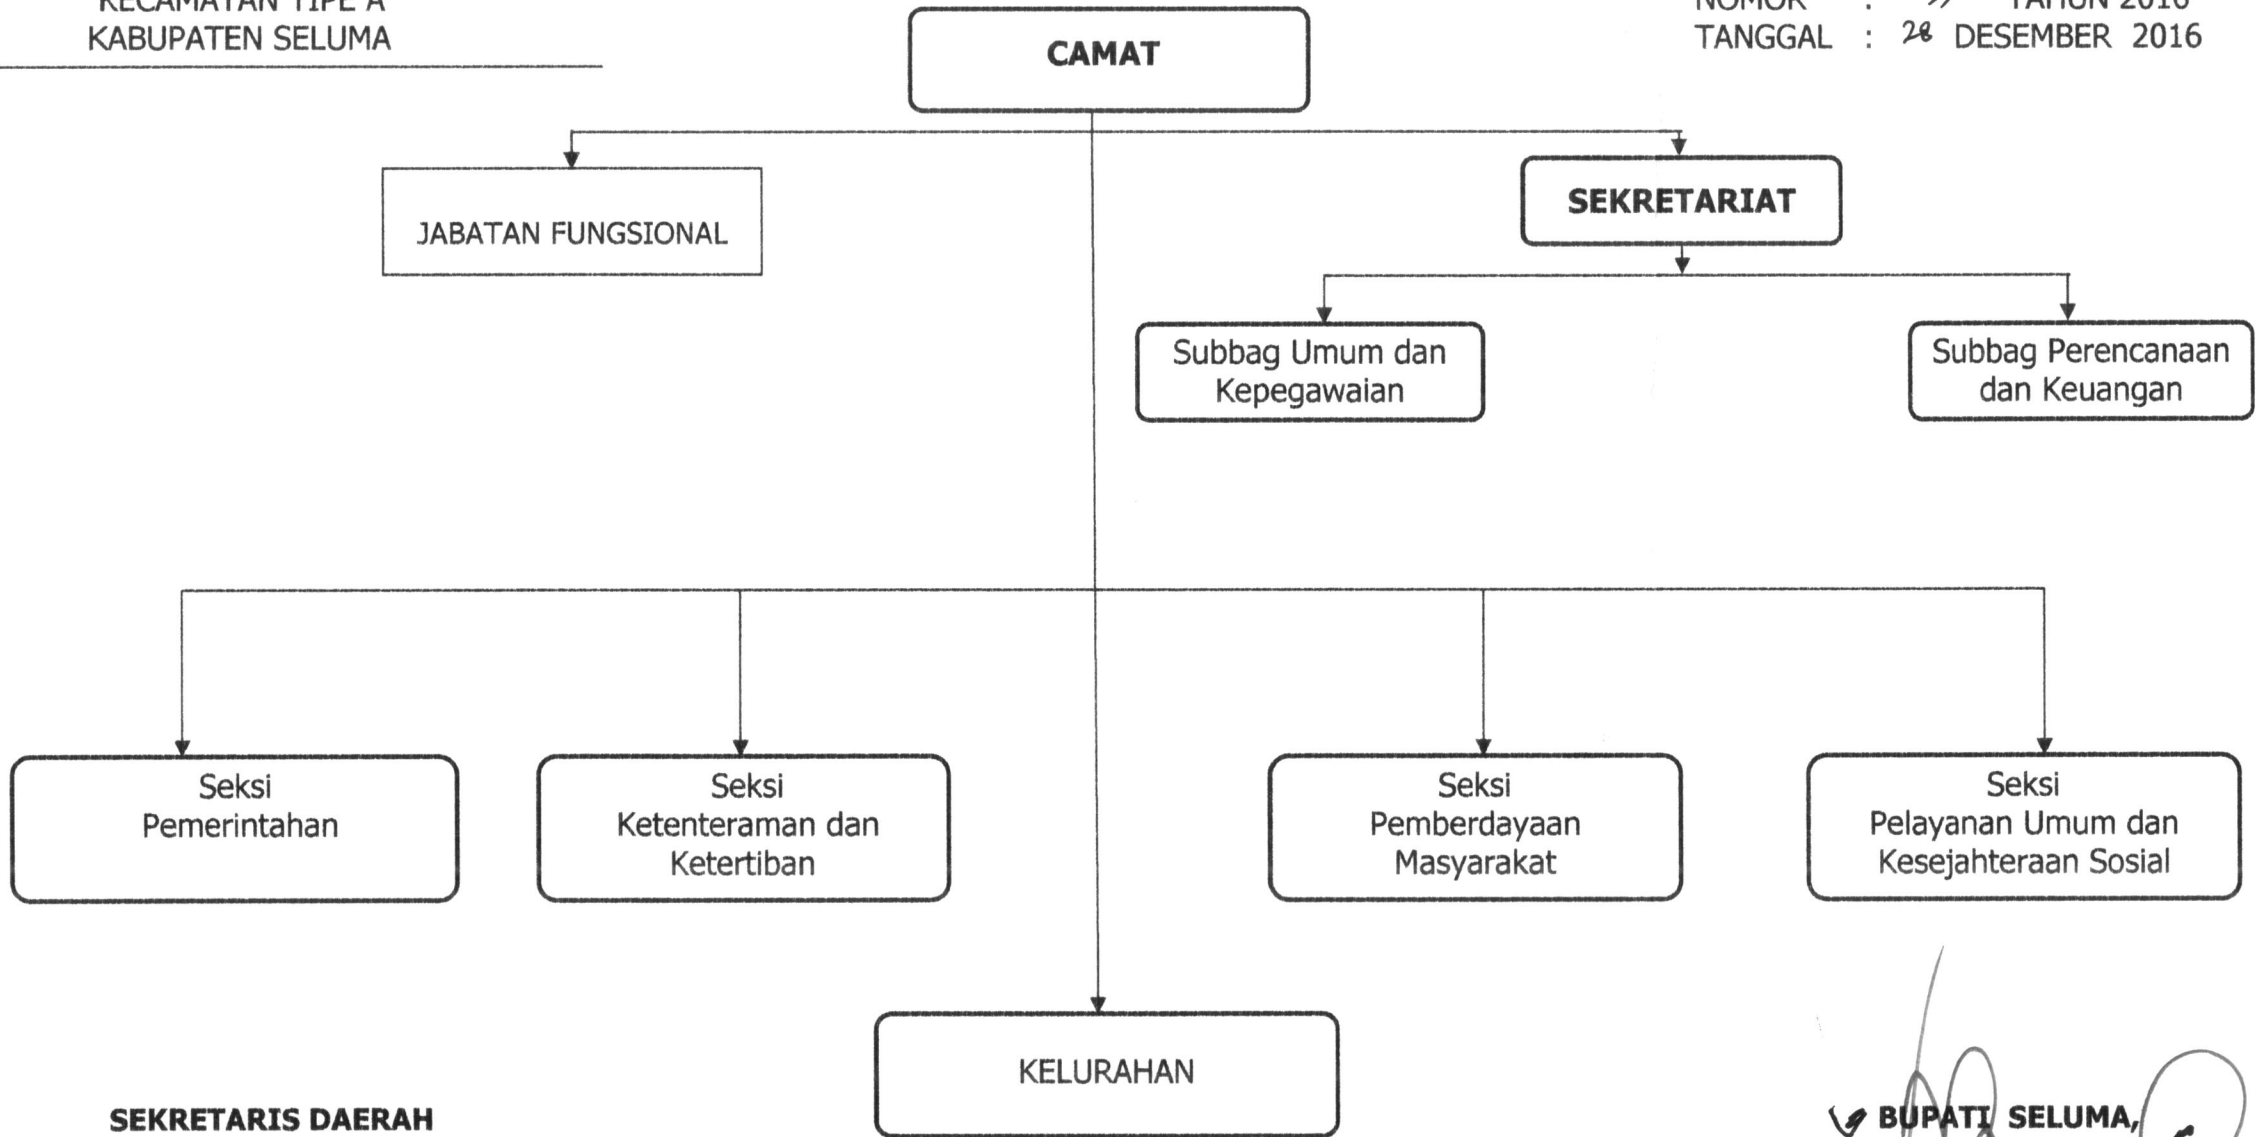 KECAMATAN TIPE A
KABUPATEN SELUMA
NOMOR : TAHUN 2016
TANGGAL : 28 DESEMBER 2016
CAMAT
JABATAN FUNGSIONAL
SEKRETARIAT
Subbag Umum dan
Kepegawaian
Subbag Perencanaan
dan Keuangan
Seksi
Pemerintahan
Seksi
Ketenteraman dan
Ketertiban
Seksi
Pemberdayaan
Masyarakat
Seksi
Pelayanan Umum dan
Kesejahteraan Sosial
KELURAHAN
SEKRETARIS DAERAH
BUPATI SELUMA,